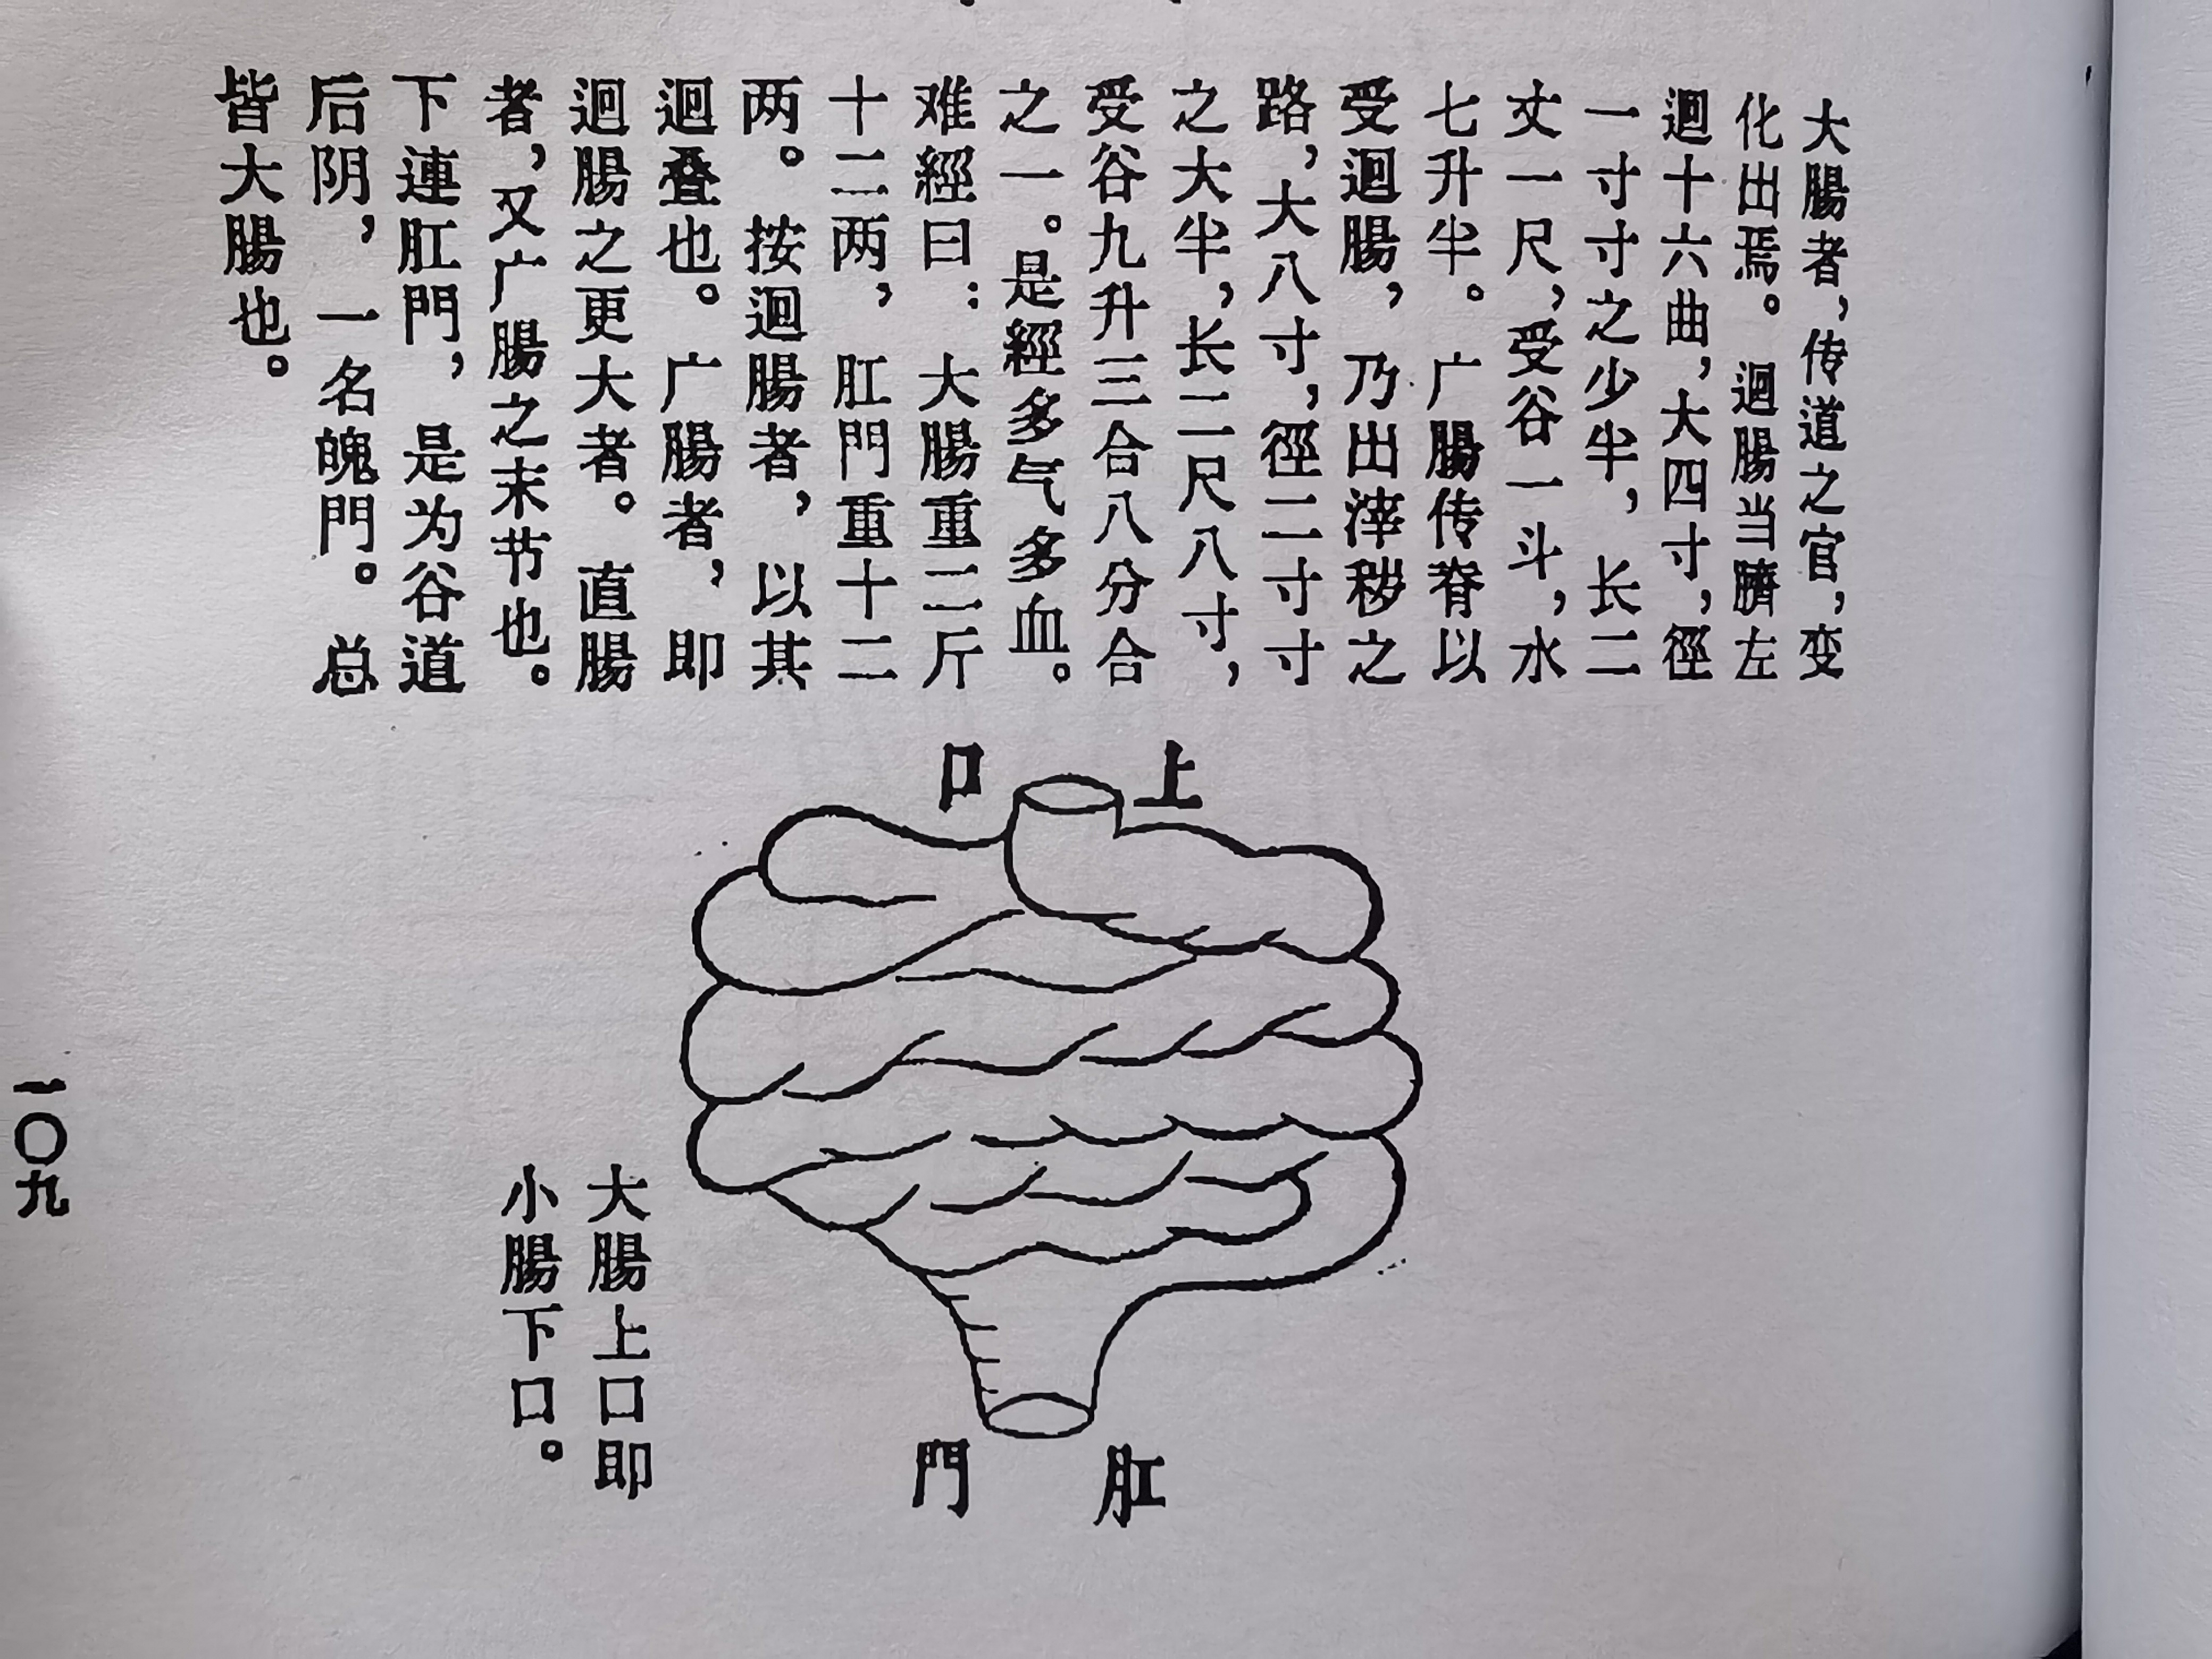 大腸者，传道之官，变
化出焉。迴腸当臍左
迴十六曲，大四寸，徑
一寸寸之少半，长二
丈一尺，受谷一斗，水
七升半。广腸传脊以
受迴腸，乃出滓秽之
路，大八寸，徑二寸寸
之大半，长二尺八寸，
受谷九升三合八分合
之一。是經多气多血。
难經曰：大腸重二斤
十二两，肛門重十二
两。按迴腸者，以其
迴叠也。广腸者，即
迴腸之更大者。直腸
者，又广腸之末节也。
下連肛門，是为谷道
后阴，一名魄門。总
皆大腸也。
上口
肛門
大腸上口即
小腸下口。
一〇九